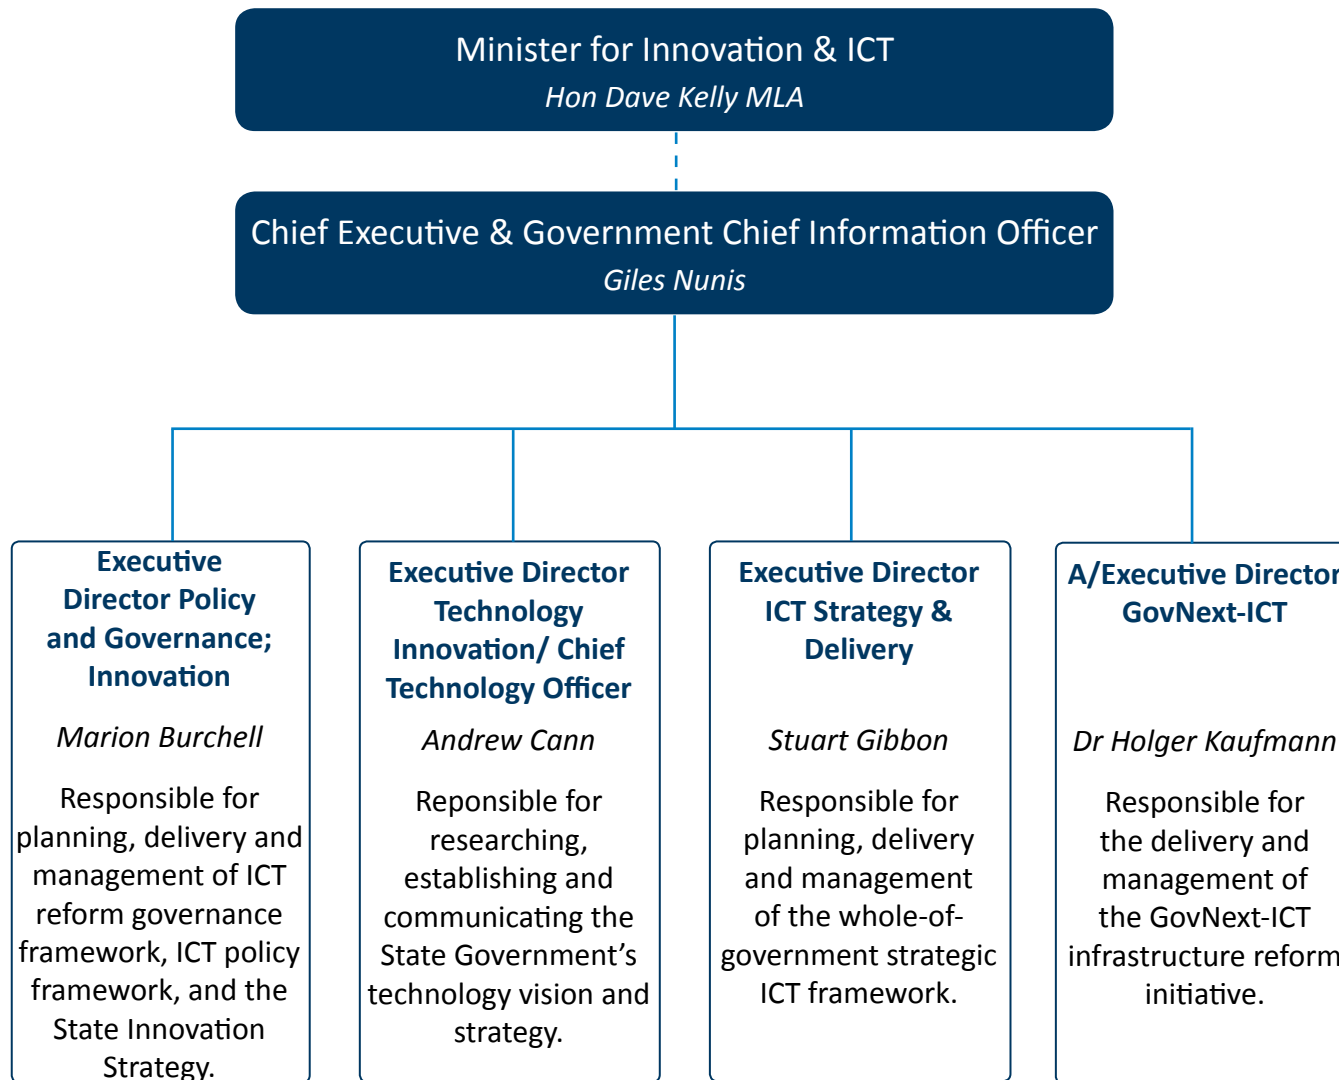 Minister for Innovation & ICT
Hon Dave Kelly MLA
Chief Executive & Government Chief Information Officer
Giles Nunis
Executive
Director Policy
and Governance;
Innovation
Marion Burchell
Responsible for
planning, delivery and
management of ICT
reform governance
framework, ICT policy
framework, and the
State Innovation
Strategy.
Executive Director
Technology
Innovation/ Chief
Technology Officer
Andrew Cann
Reponsible for
researching,
establishing and
communicating the
State Government’s
technology vision and
strategy.
Executive Director
ICT Strategy &
Delivery
Stuart Gibbon
Responsible for
planning, delivery
and management
of the whole-of-
government strategic
ICT framework.
A/Executive Director
GovNext-ICT
Dr Holger Kaufmann
Responsible for
the delivery and
management of
the GovNext-ICT
infrastructure reform
initiative.